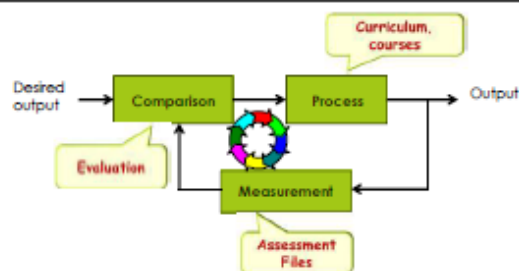 Curriculum,
courses
Desired
output
Comparison
Process
Output
Evaluation
Measurement
Assessment
Files